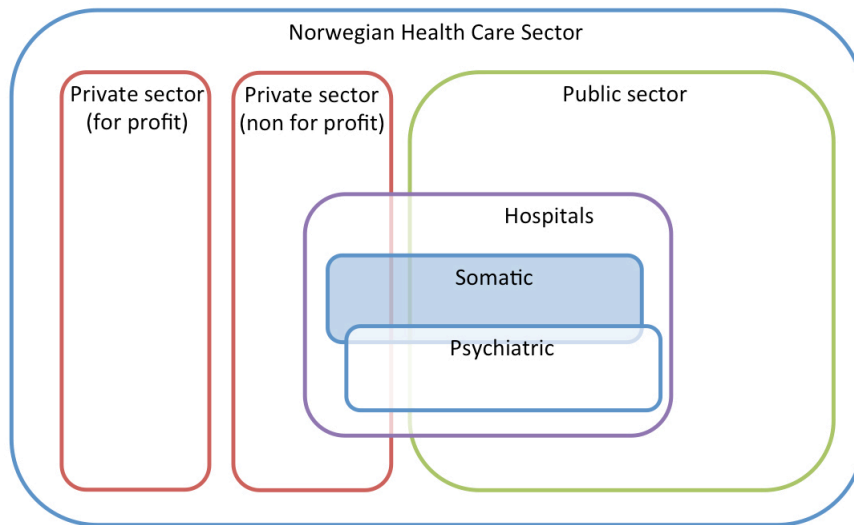 Norwegian Health Care Sector
Private sector
(for profit)
Private sector
(non for profit)
Public sector
Hospitals
Somatic
Psychiatric